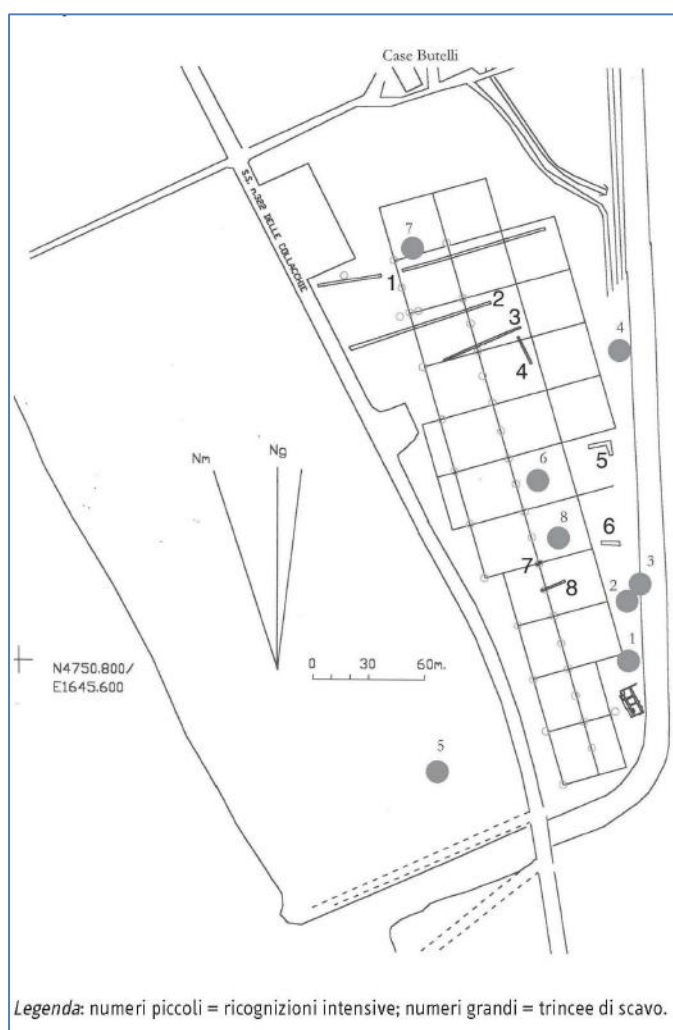 Case Butelli
S.S. n.322 DELLE COLLACCHIE
7
1
2
3
4
4
Nm
Ng
5
6
8
6
7
3
8
2
N4750.800/
E1645.600
0 30 60m.
1
5
Legenda: numeri piccoli = ricognizioni intensive; numeri grandi = trincee di scavo.